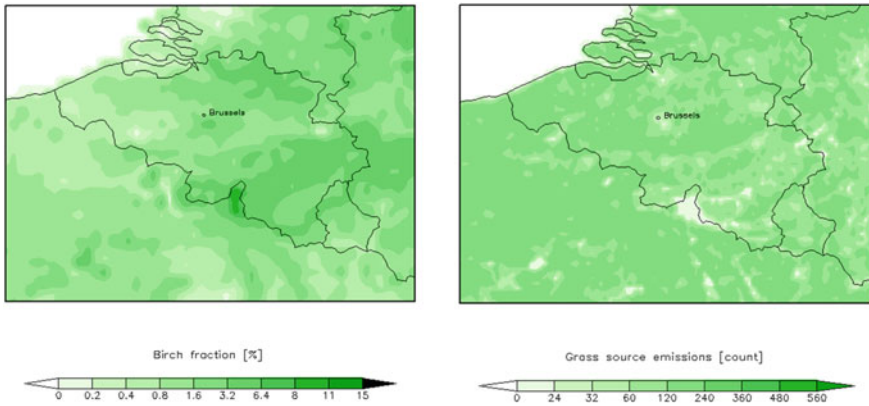 Brussels
Brussels
Birch fraction [%]
0 0.2 0.4 0.8 1.6 3.2 6.4 8 11 15
Grass source emissions [count]
0 24 32 60 120 240 360 480 560